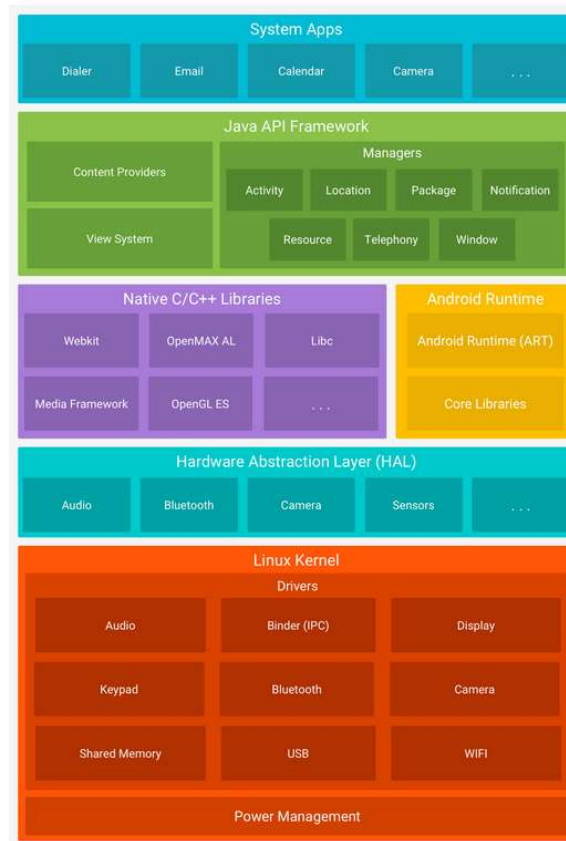 System Apps
Dialer Email Calendar Camera . . .
Java API Framework
Content Providers
View System
Managers
Activity Location Package Notification
Resource Telephony Window
Native C/C++ Libraries
Webkit OpenMAX AL Libc
Media Framework OpenGL ES . . .
Android Runtime
Android Runtime (ART)
Core Libraries
Hardware Abstraction Layer (HAL)
Audio Bluetooth Camera Sensors . . .
Linux Kernel
Drivers
Audio Binder (IPC) Display
Keypad Bluetooth Camera
Shared Memory USB WIFI
Power Management